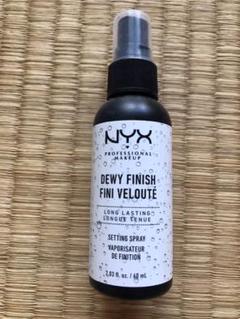 NYX
PROFESSIONAL
MAKEUP
DEWY FINISH
FINI VELOUTÉ
LONG LASTING
LONGUE TENUE
SETTING SPRAY
VAPORISATEUR
DE FINITION
2.03 fl. oz. / 60 mL